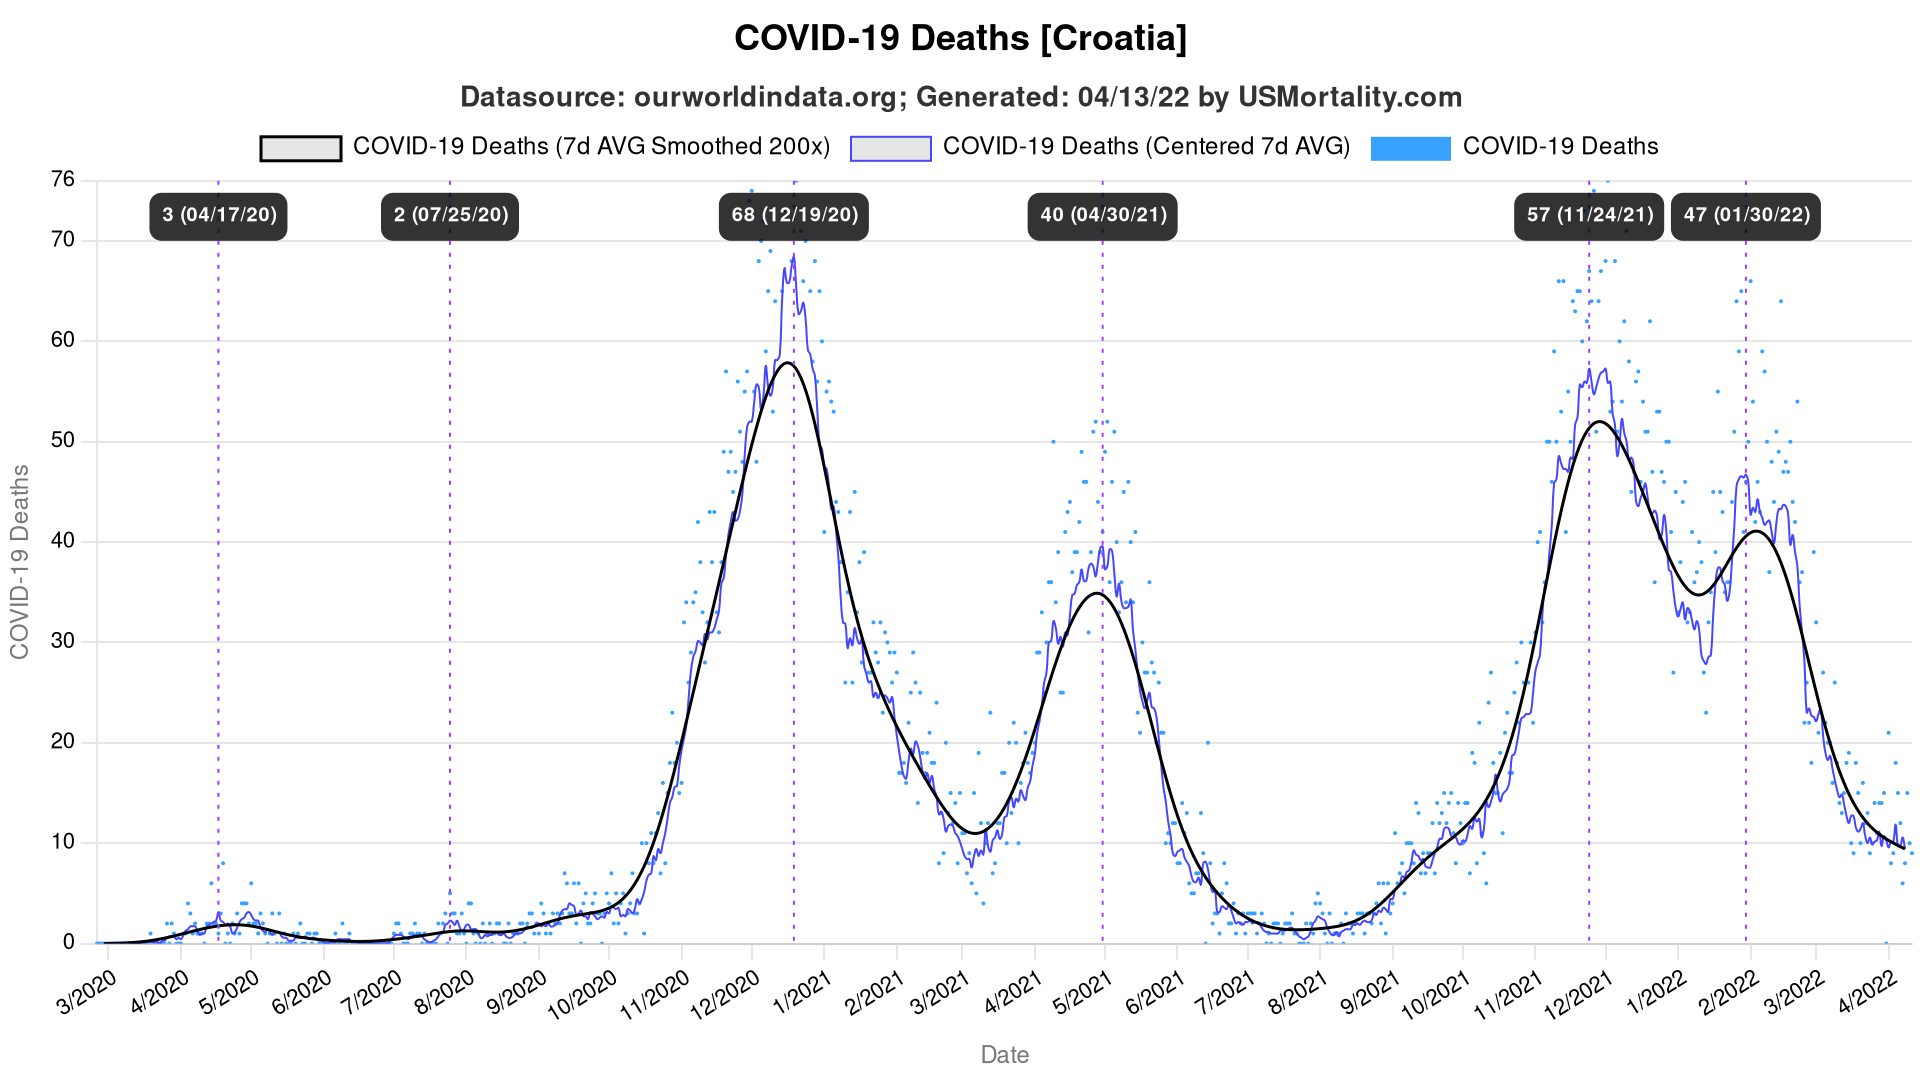 COVID-19 Deaths [Croatia]
Datasource: ourworldindata.org; Generated: 04/13/22 by USMortality.com
COVID-19 Deaths (7d AVG Smoothed 200x) COVID-19 Deaths (Centered 7d AVG) COVID-19 Deaths
76
3 (04/17/20) 2 (07/25/20) 68 (12/19/20) 40 (04/30/21) 57 (11/24/21) 47 (01/30/22)
70
60
50
40
30
20
10
0
COVID-19 Deaths
3/2020 4/2020 5/2020 6/2020 7/2020 8/2020 9/2020 10/2020 11/2020 12/2020 1/2021 2/2021 3/2021 4/2021 5/2021 6/2021 7/2021 8/2021 9/2021 10/2021 11/2021 12/2021 1/2022 2/2022 3/2022 4/2022
Date